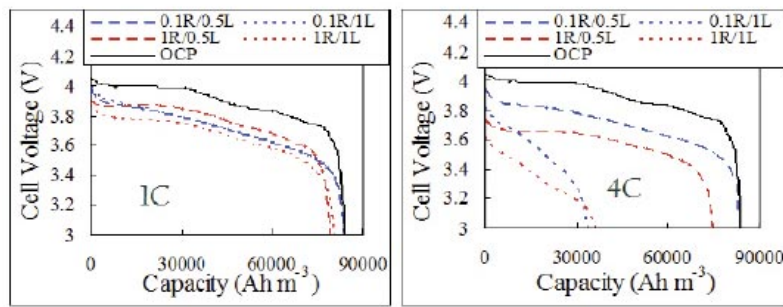 0.1R/0.5L 0.1R/1L
1R/0.5L 1R/1L
OCP
4.4
4.2
4
3.8
3.6
3.4
3.2
3
Cell Voltage (V)
1C
0 30000 60000 90000
Capacity (Ah m-3)
0.1R/0.5L 0.1R/1L
1R/0.5L 1R/1L
OCP
4.4
4.2
4
3.8
3.6
3.4
3.2
3
Cell Voltage (V)
4C
0 30000 60000 90000
Capacity (Ah m-3)